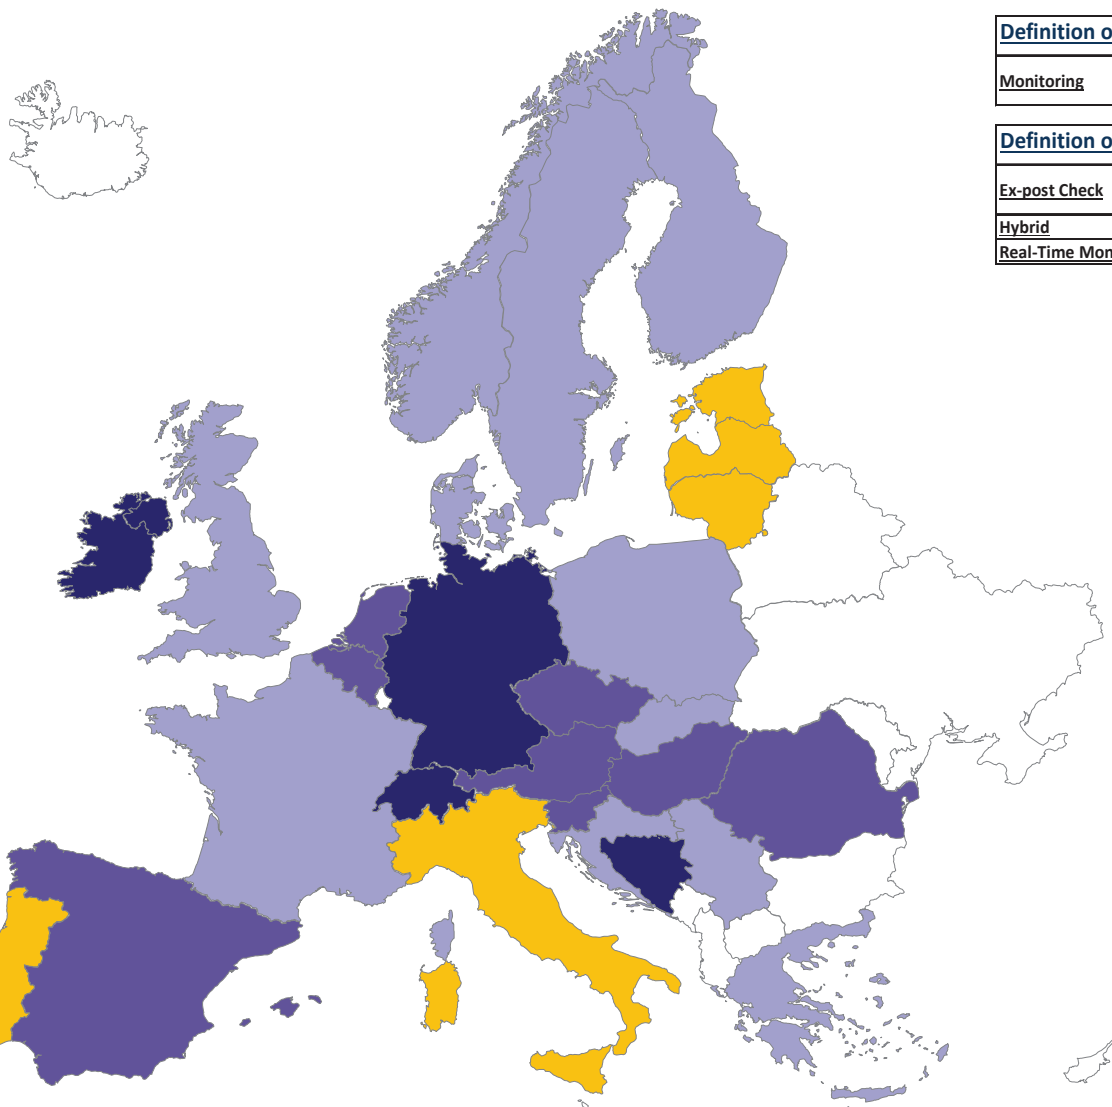 Definition o
Monitoring
Definition o
Ex-post Check
Hybrid
Real-Time Mon